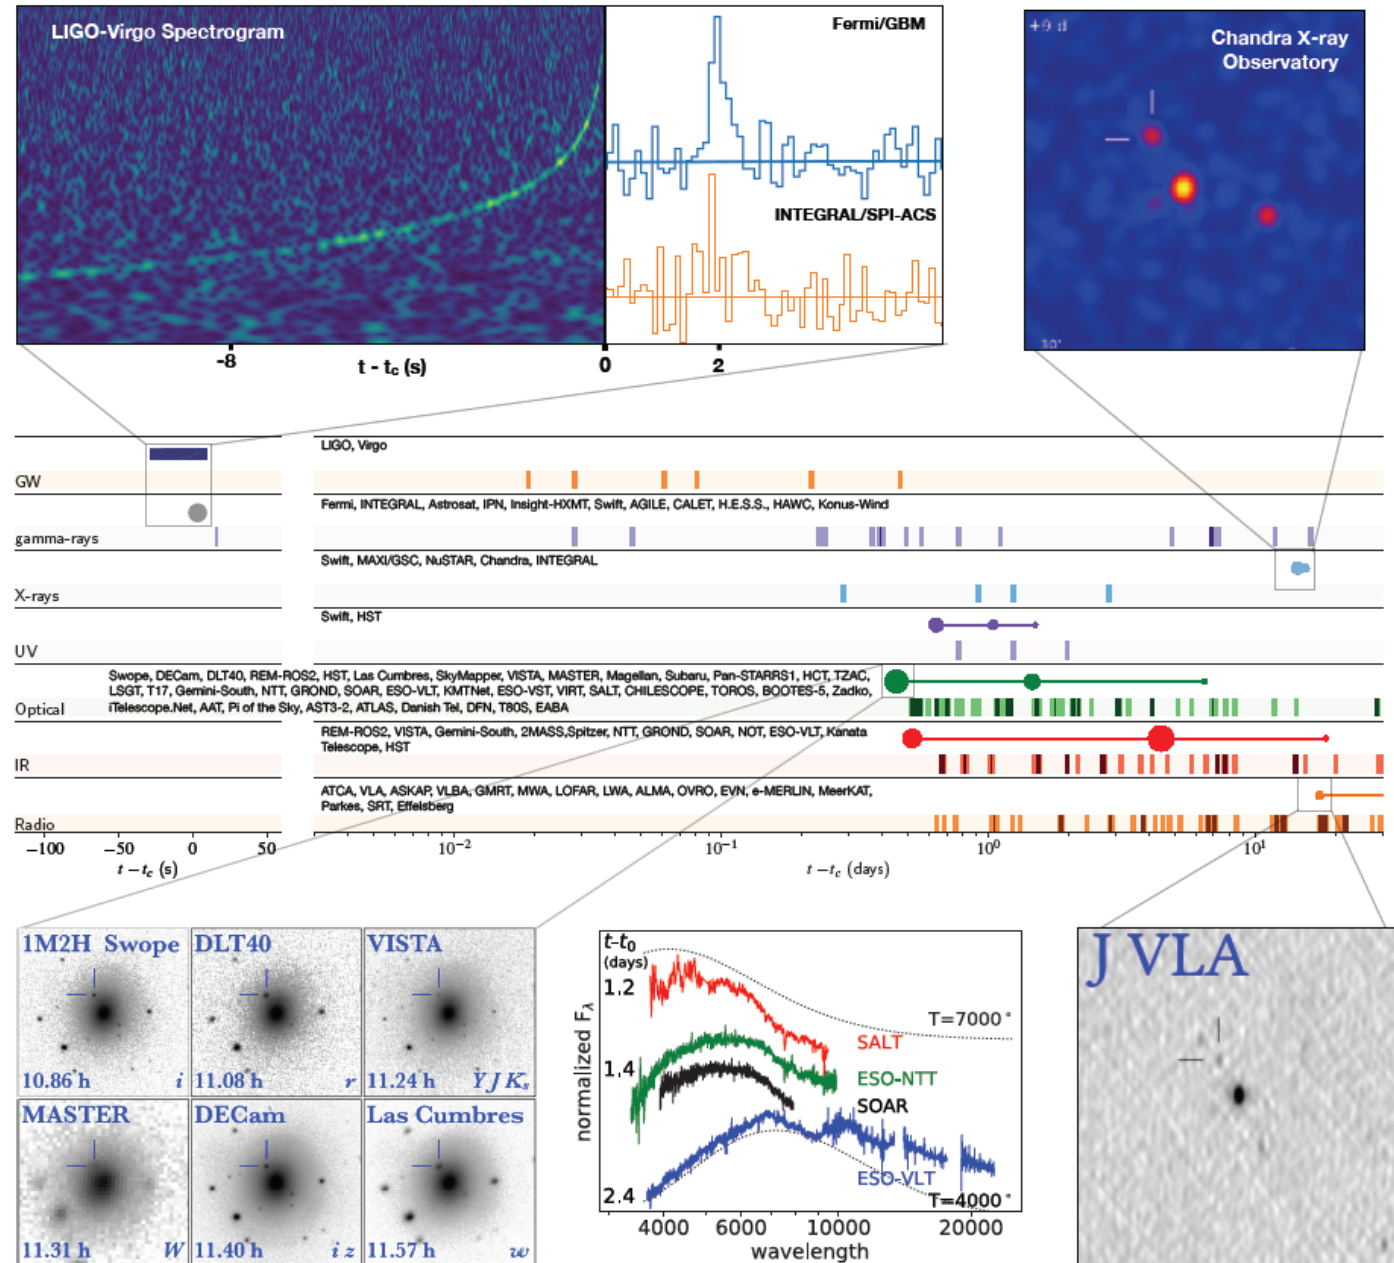 LIGO-Virgo Spectrogram
Fermi/GBM
INTEGRAL/SPI-ACS
-8
t - tc (s)
0
2
+9 d
Chandra X-ray
Observatory
30"
LIGO, Virgo
GW
Fermi, INTEGRAL, Astrosat, IPN, Insight-HXMT, Swift, AGILE, CALET, H.E.S.S., HAWC, Konus-Wind
gamma-rays
Swift, MAXI/GSC, NuSTAR, Chandra, INTEGRAL
X-rays
Swift, HST
UV
Swope, DECam, DLT40, REM-ROS2, HST, Las Cumbres, SkyMapper, VISTA, MASTER, Magellan, Subaru, Pan-STARRS1, HCT, TZAC,
LSGT, T17, Gemini-South, NTT, GROND, SOAR, ESO-VLT, KMTNet, ESO-VST, VIRT, SALT, CHILESCOPE, TOROS, BOOTES-5, Zadko,
iTelescope.Net, AAT, Pi of the Sky, AST3-2, ATLAS, Danish Tel, DFN, T80S, EABA
Optical
REM-ROS2, VISTA, Gemini-South, 2MASS,Spitzer, NTT, GROND, SOAR, NOT, ESO-VLT, Kanata
Telescope, HST
IR
ATCA, VLA, ASKAP, VLBA, GMRT, MWA, LOFAR, LWA, ALMA, OVRO, EVN, e-MERLIN, MeerKAT,
Parkes, SRT, Effelsberg
Radio
−100 −50 0 50
t − tc (s)
10⁻² 10⁻¹ 10⁰ 10¹
t − tc (days)
1M2H Swope
10.86 h i
DLT40
11.08 h r
VISTA
11.24 h Y J Ks
MASTER
11.31 h W
DECam
11.40 h i z
Las Cumbres
11.57 h w
t-t0
(days)
1.2
1.4
2.4
normalized Fλ
T=7000°
SALT
ESO-NTT
SOAR
ESO-VLT
T=4000°
4000 6000 10000 20000
wavelength
J VLA